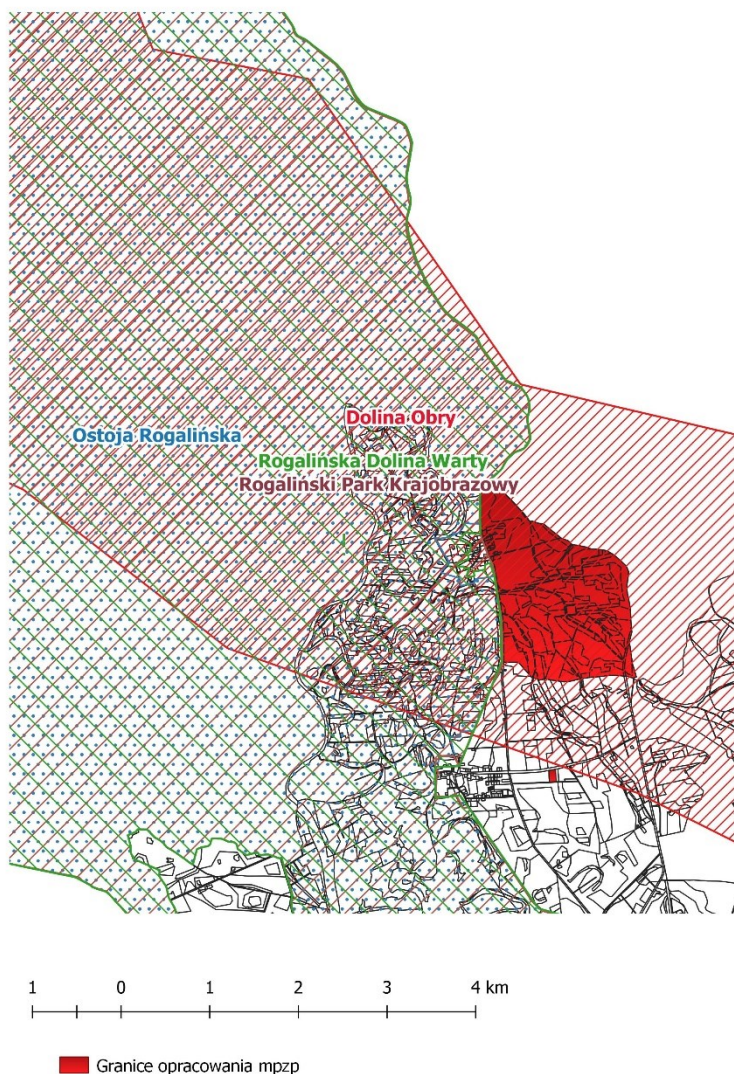 Dolina Obry
Ostoja Rogalińska
Rogalińska Dolina Warty
Rogaliński Park Krajobrazowy
1 0 1 2 3 4 km
Granice opracowania mpzp